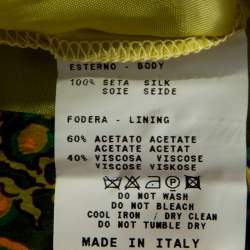 ESTERNO - BODY
100% SETA SILK
SOIE SEIDE
FODERA - LINING
60% ACETATO ACETATE
ACETATE ACETAT
40% VISCOSA VISCOSE
VISCOSE VISKOSE
DO NOT WASH
DO NOT BLEACH
COOL IRON / DRY CLEAN
DO NOT TUMBLE DRY
MADE IN ITALY